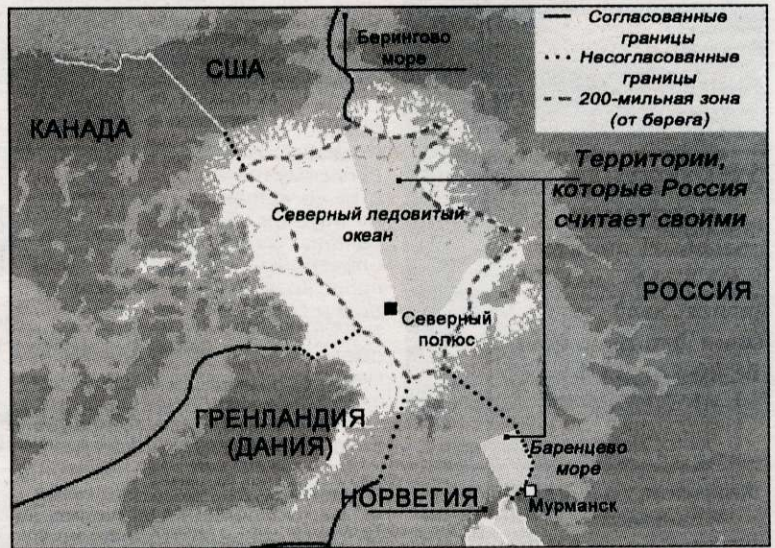 Согласованные
границы
Несогласованные
границы
200-мильная зона
(от берега)
Берингово
море
США
КАНАДА
Территории,
которые Россия
считает своими
Северный ледовитый
океан
РОССИЯ
Северный
полюс
ГРЕНЛАНДИЯ
(ДАНИЯ)
Баренцево
море
НОРВЕГИЯ
Мурманск